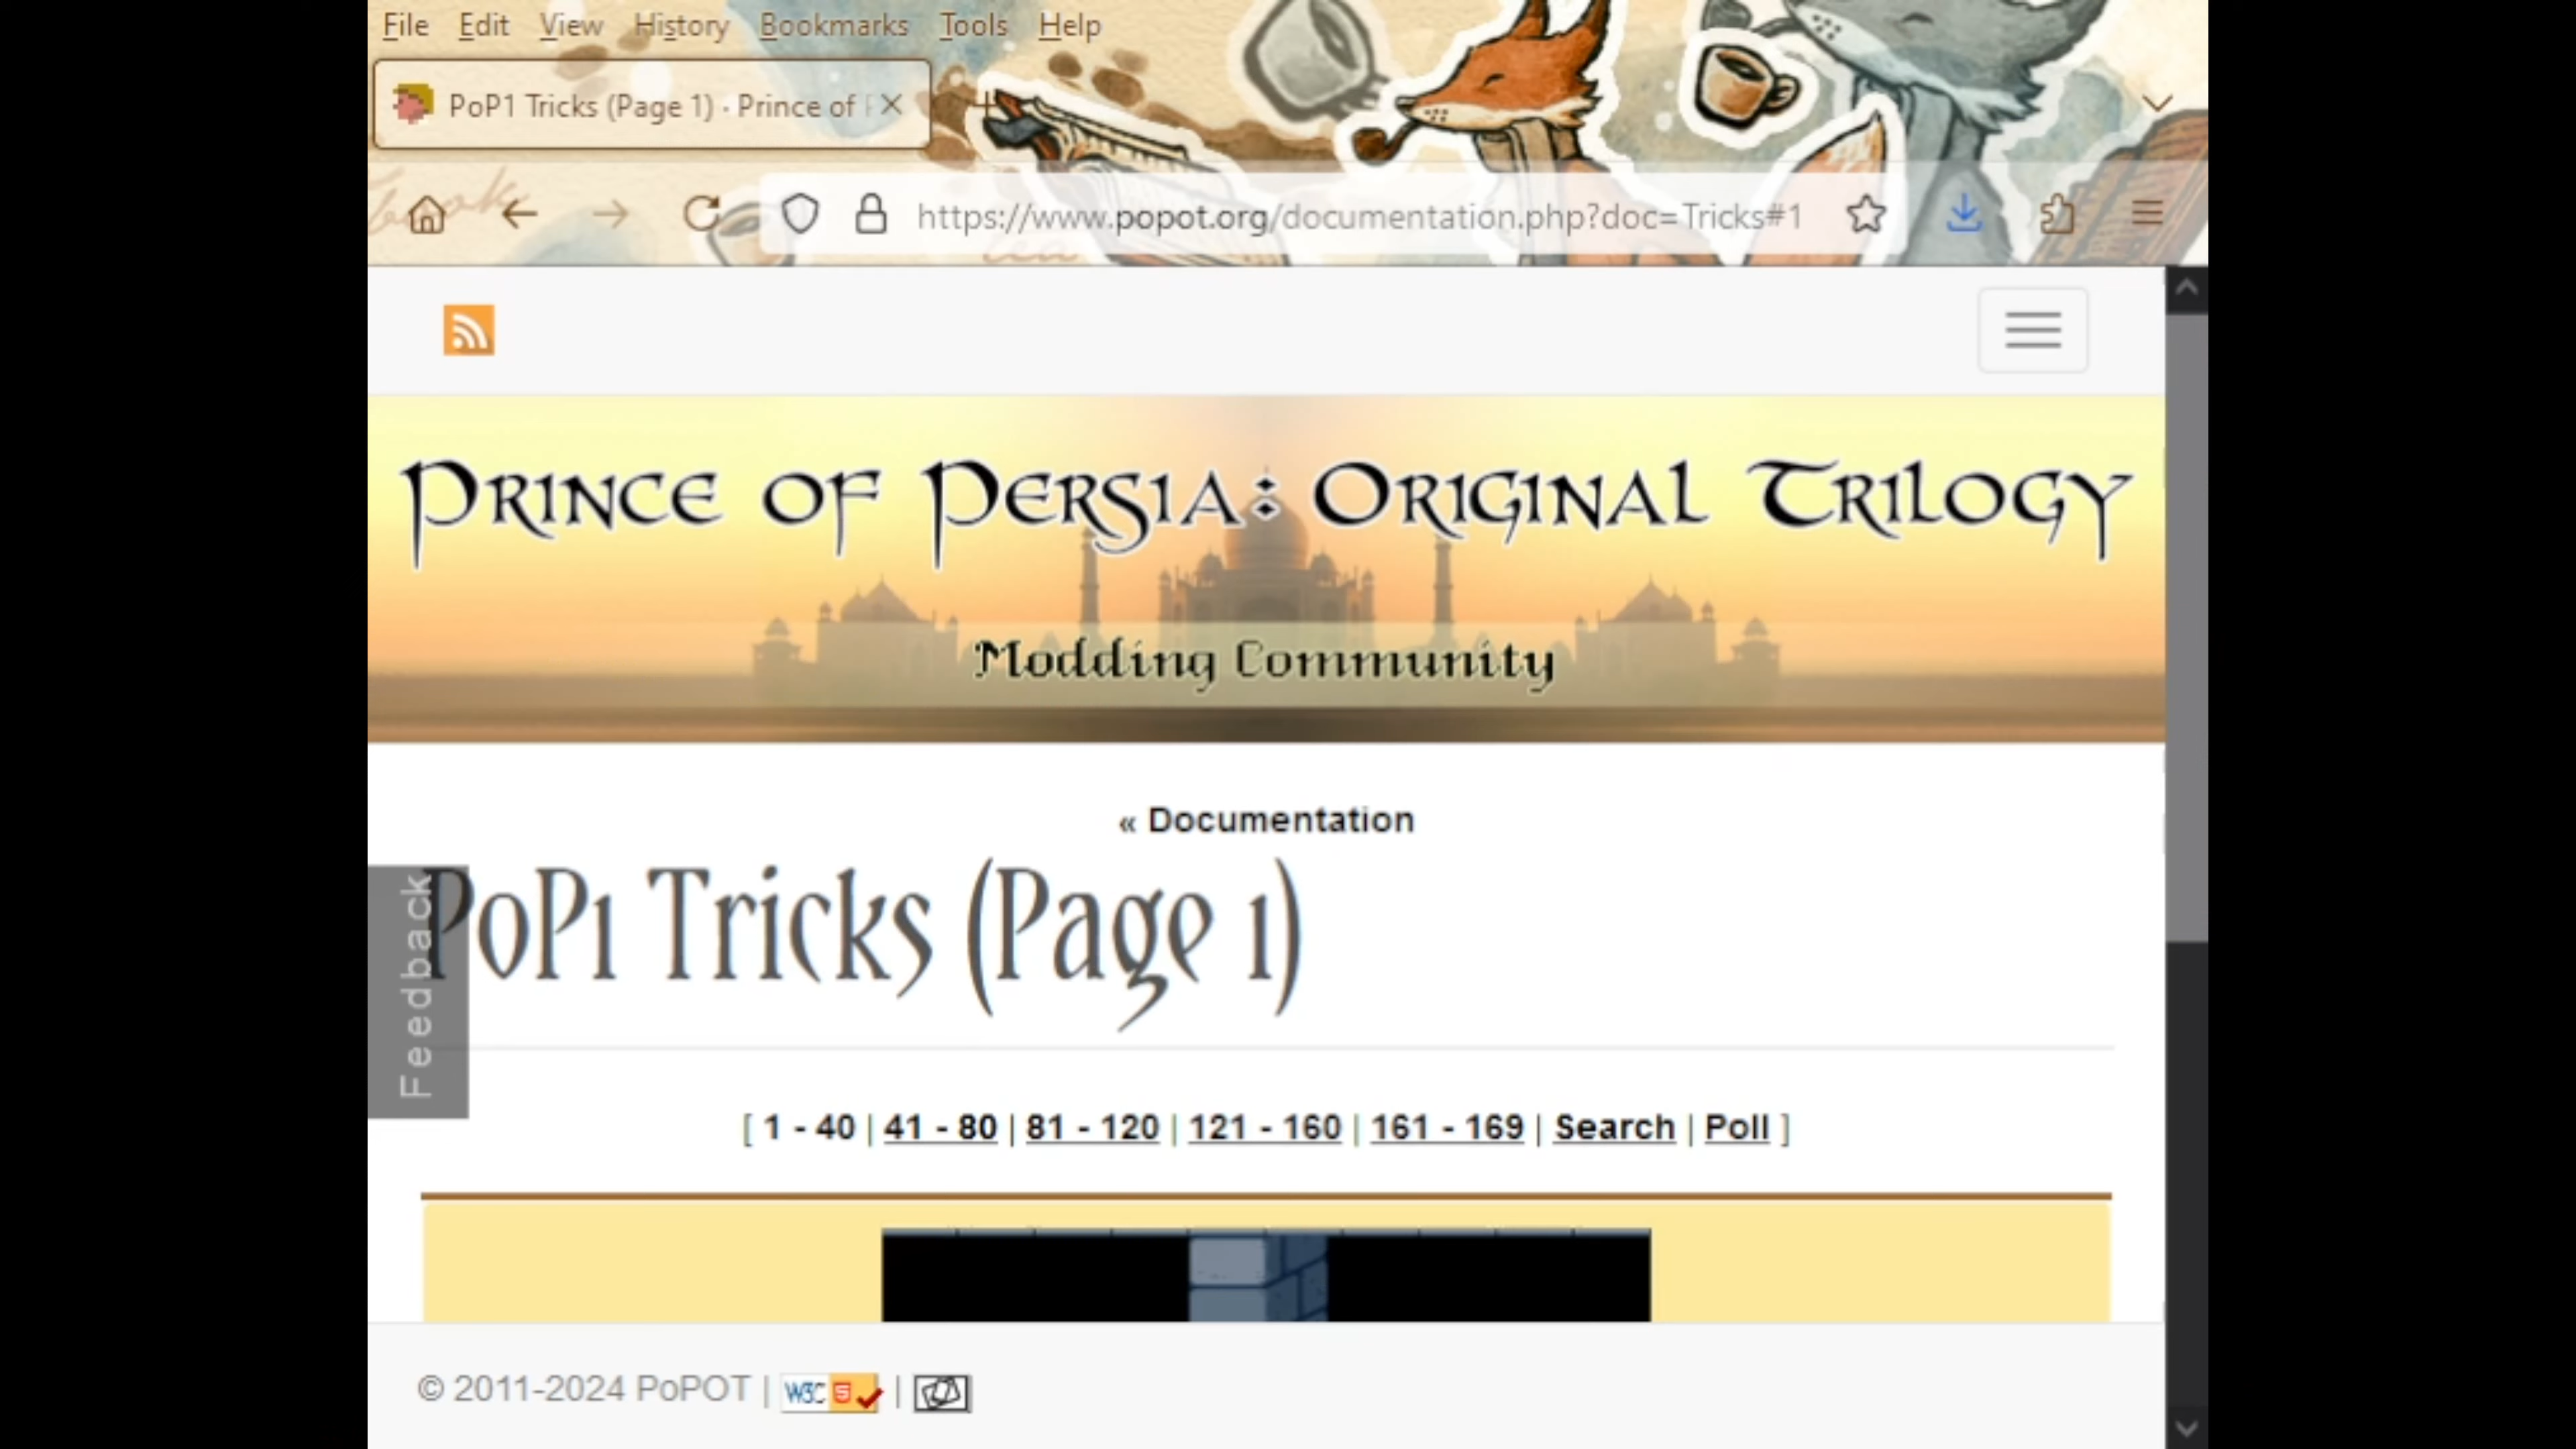 File Edit View History Bookmarks Tools Help
PoP1 Tricks (Page 1) · Prince of
https://www.popot.org/documentation.php?doc=Tricks#1
Prince of Persia: Original Trilogy
Modding Community
« Documentation
PoP1 Tricks (Page 1)
Feedback
[ 1 - 40 | 41 - 80 | 81 - 120 | 121 - 160 | 161 - 169 | Search | Poll ]
© 2011-2024 PoPOT | W3C 5 |